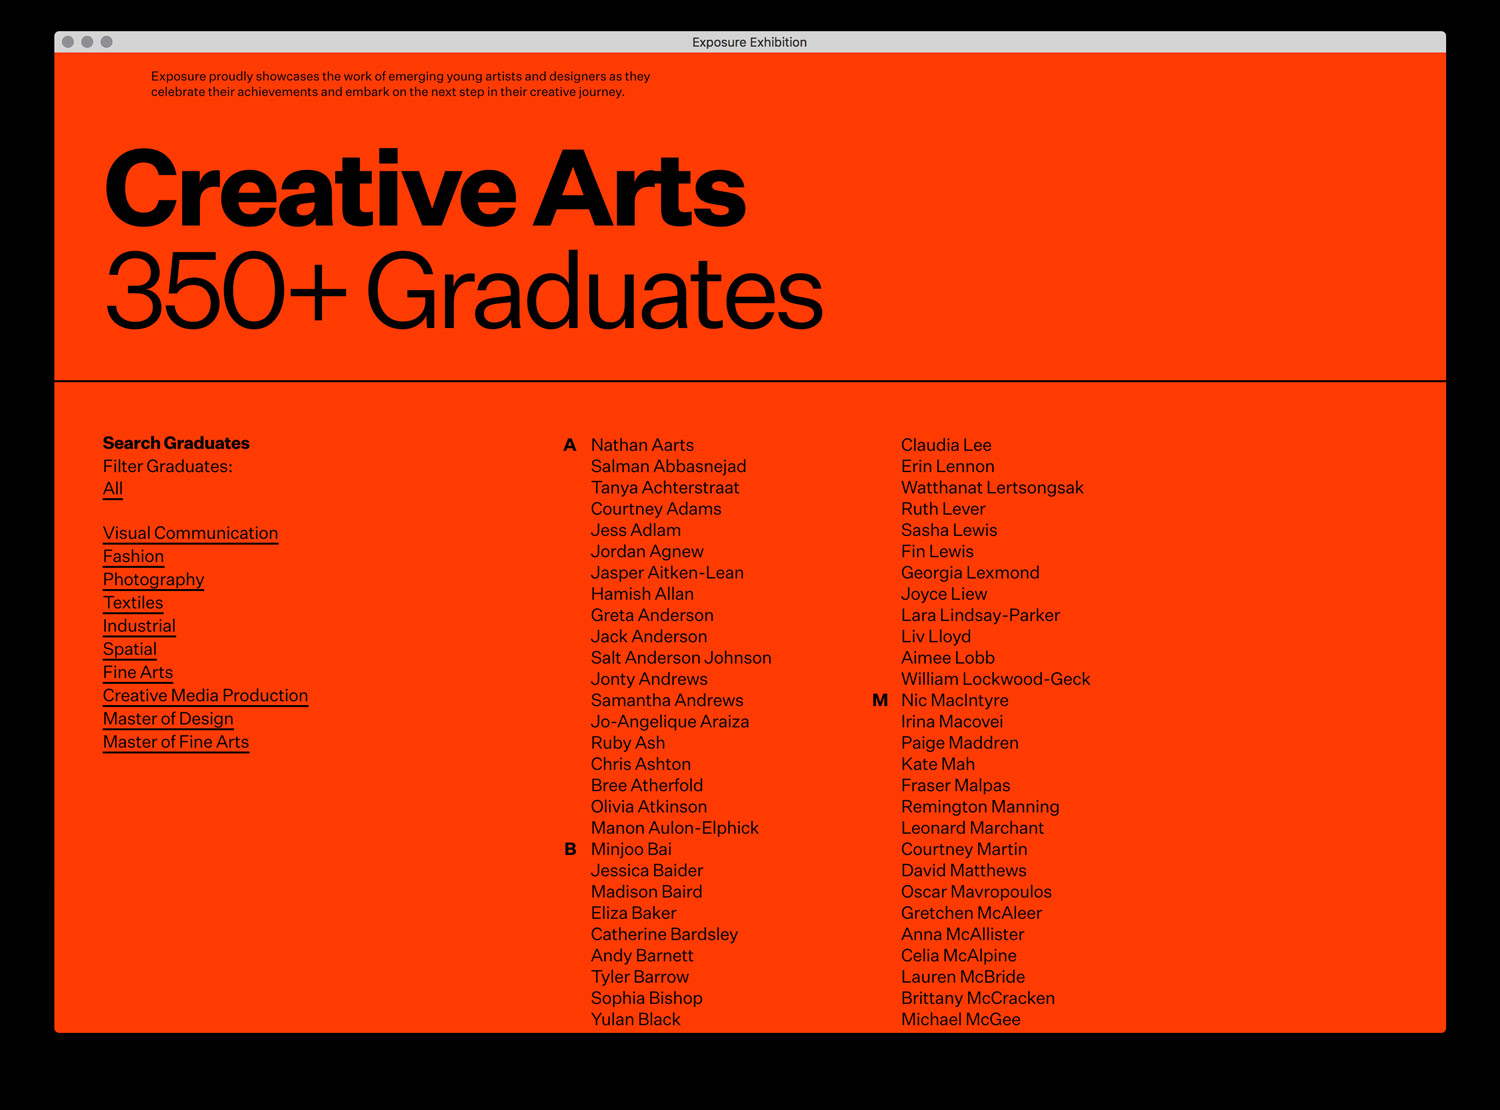 Exposure Exhibition
Exposure proudly showcases the work of emerging young artists and designers as they
celebrate their achievements and embark on the next step in their creative journey.
Creative Arts
350+ Graduates
Search Graduates
Filter Graduates:
All
Visual Communication
Fashion
Photography
Textiles
Industrial
Spatial
Fine Arts
Creative Media Production
Master of Design
Master of Fine Arts
A Nathan Aarts
Salman Abbasnejad
Tanya Achterstraat
Courtney Adams
Jess Adlam
Jordan Agnew
Jasper Aitken-Lean
Hamish Allan
Greta Anderson
Jack Anderson
Salt Anderson Johnson
Jonty Andrews
Samantha Andrews
Jo-Angelique Araiza
Ruby Ash
Chris Ashton
Bree Atherfold
Olivia Atkinson
Manon Aulon-Elphick
B Minjoo Bai
Jessica Baider
Madison Baird
Eliza Baker
Catherine Bardsley
Andy Barnett
Tyler Barrow
Sophia Bishop
Yulan Black
Claudia Lee
Erin Lennon
Watthanat Lertsongsak
Ruth Lever
Sasha Lewis
Fin Lewis
Georgia Lexmond
Joyce Liew
Lara Lindsay-Parker
Liv Lloyd
Aimee Lobb
William Lockwood-Geck
M Nic MacIntyre
Irina Macovei
Paige Maddren
Kate Mah
Fraser Malpas
Remington Manning
Leonard Marchant
Courtney Martin
David Matthews
Oscar Mavropoulos
Gretchen McAleer
Anna McAllister
Celia McAlpine
Lauren McBride
Brittany McCracken
Michael McGee